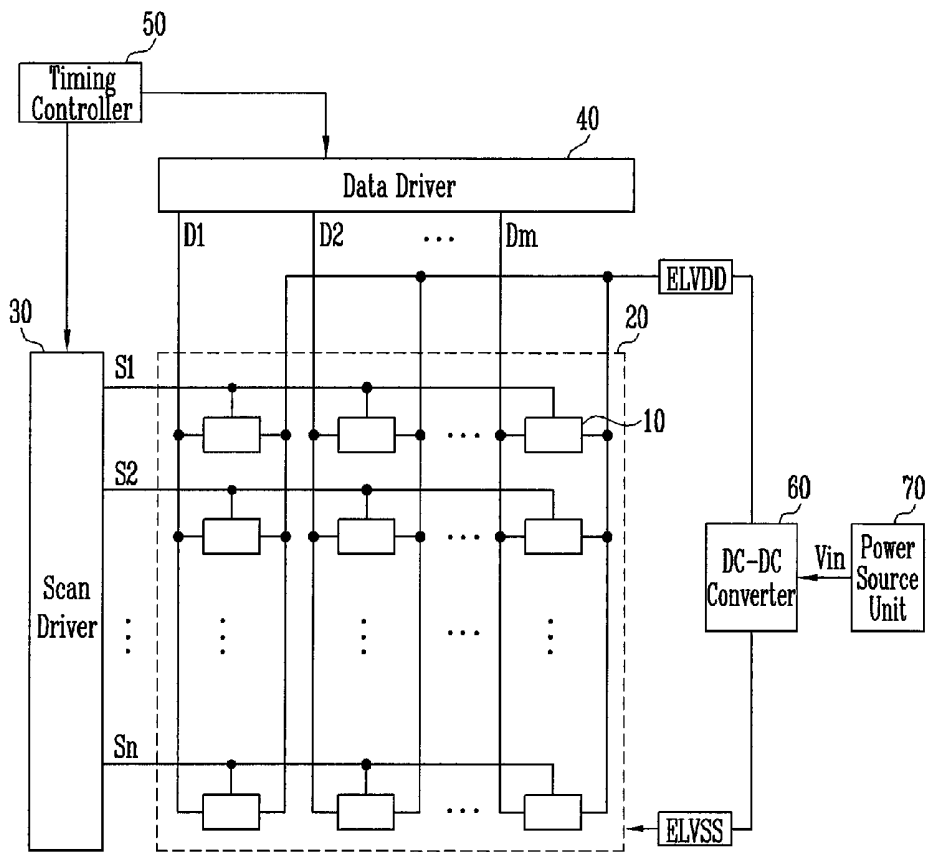 50
Timing
Controller
40
Data Driver
D1 D2 ... Dm
ELVDD
30
20
S1
10
...
S2
60
70
...
DC-DC
Converter
Vin
Power
Source
Unit
Scan
Driver
...
Sn
...
ELVSS